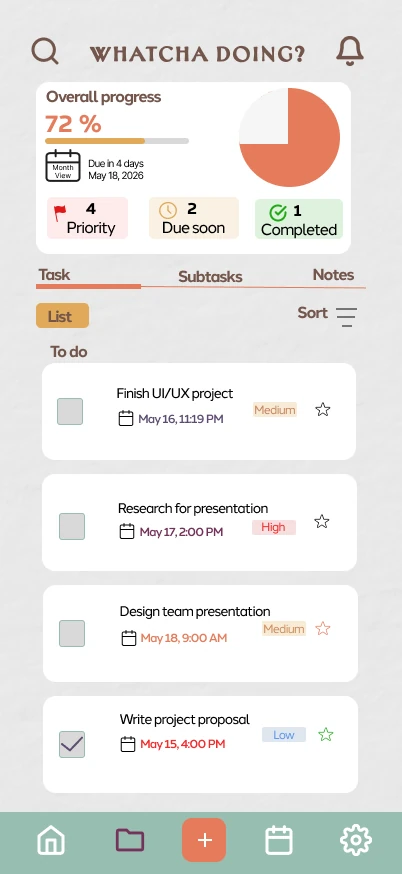 WHATCHA DOING?
Overall progress
72 %
Month
View
Due in 4 days
May 18, 2026
4
Priority
2
Due soon
1
Completed
Task
Subtasks
Notes
List
Sort
To do
Finish UI/UX project
May 16, 11:19 PM
Medium
Research for presentation
May 17, 2:00 PM
High
Design team presentation
May 18, 9:00 AM
Medium
Write project proposal
May 15, 4:00 PM
Low